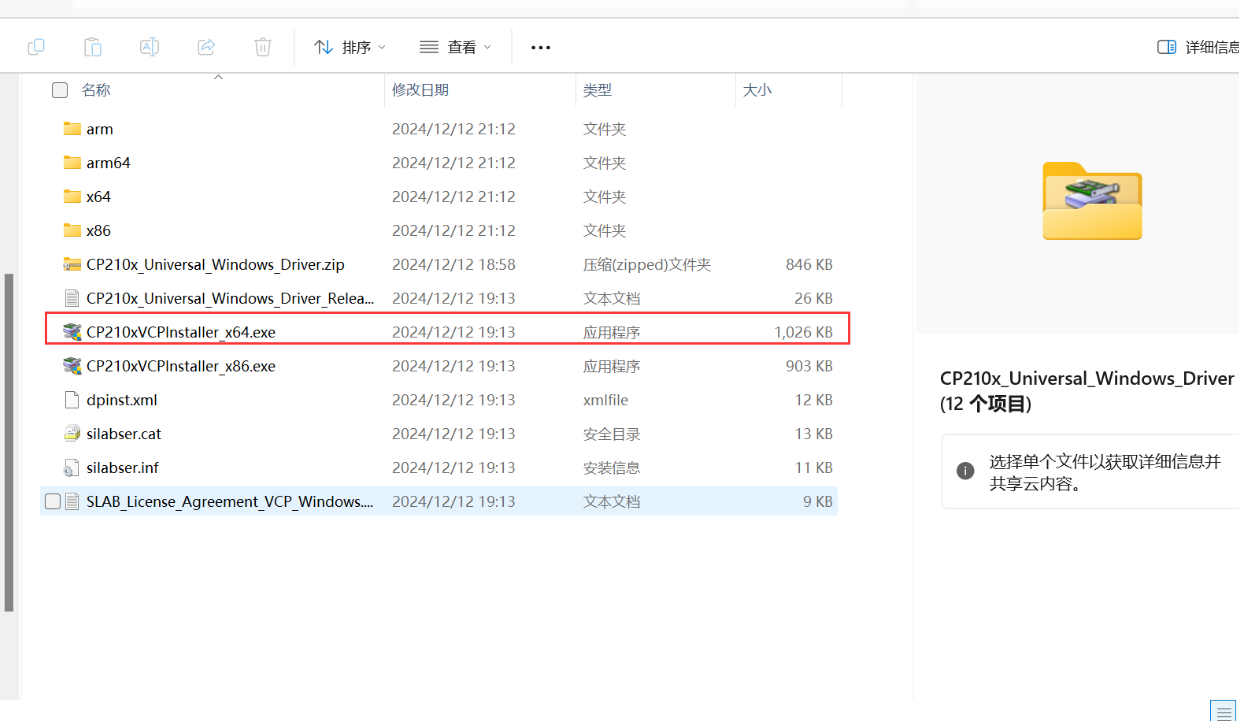 排序 查看 详细信息
名称 修改日期 类型 大小
arm 2024/12/12 21:12 文件夹
arm64 2024/12/12 21:12 文件夹
x64 2024/12/12 21:12 文件夹
x86 2024/12/12 21:12 文件夹
CP210x_Universal_Windows_Driver.zip 2024/12/12 18:58 压缩(zipped)文件夹 846 KB
CP210x_Universal_Windows_Driver_Relea... 2024/12/12 19:13 文本文档 26 KB
CP210xVCPInstaller_x64.exe 2024/12/12 19:13 应用程序 1,026 KB
CP210xVCPInstaller_x86.exe 2024/12/12 19:13 应用程序 903 KB
dpinst.xml 2024/12/12 19:13 xmlfile 12 KB
silabser.cat 2024/12/12 19:13 安全目录 13 KB
silabser.inf 2024/12/12 19:13 安装信息 11 KB
SLAB_License_Agreement_VCP_Windows.... 2024/12/12 19:13 文本文档 9 KB
CP210x_Universal_Windows_Driver
(12 个项目)
选择单个文件以获取详细信息并
共享云内容。